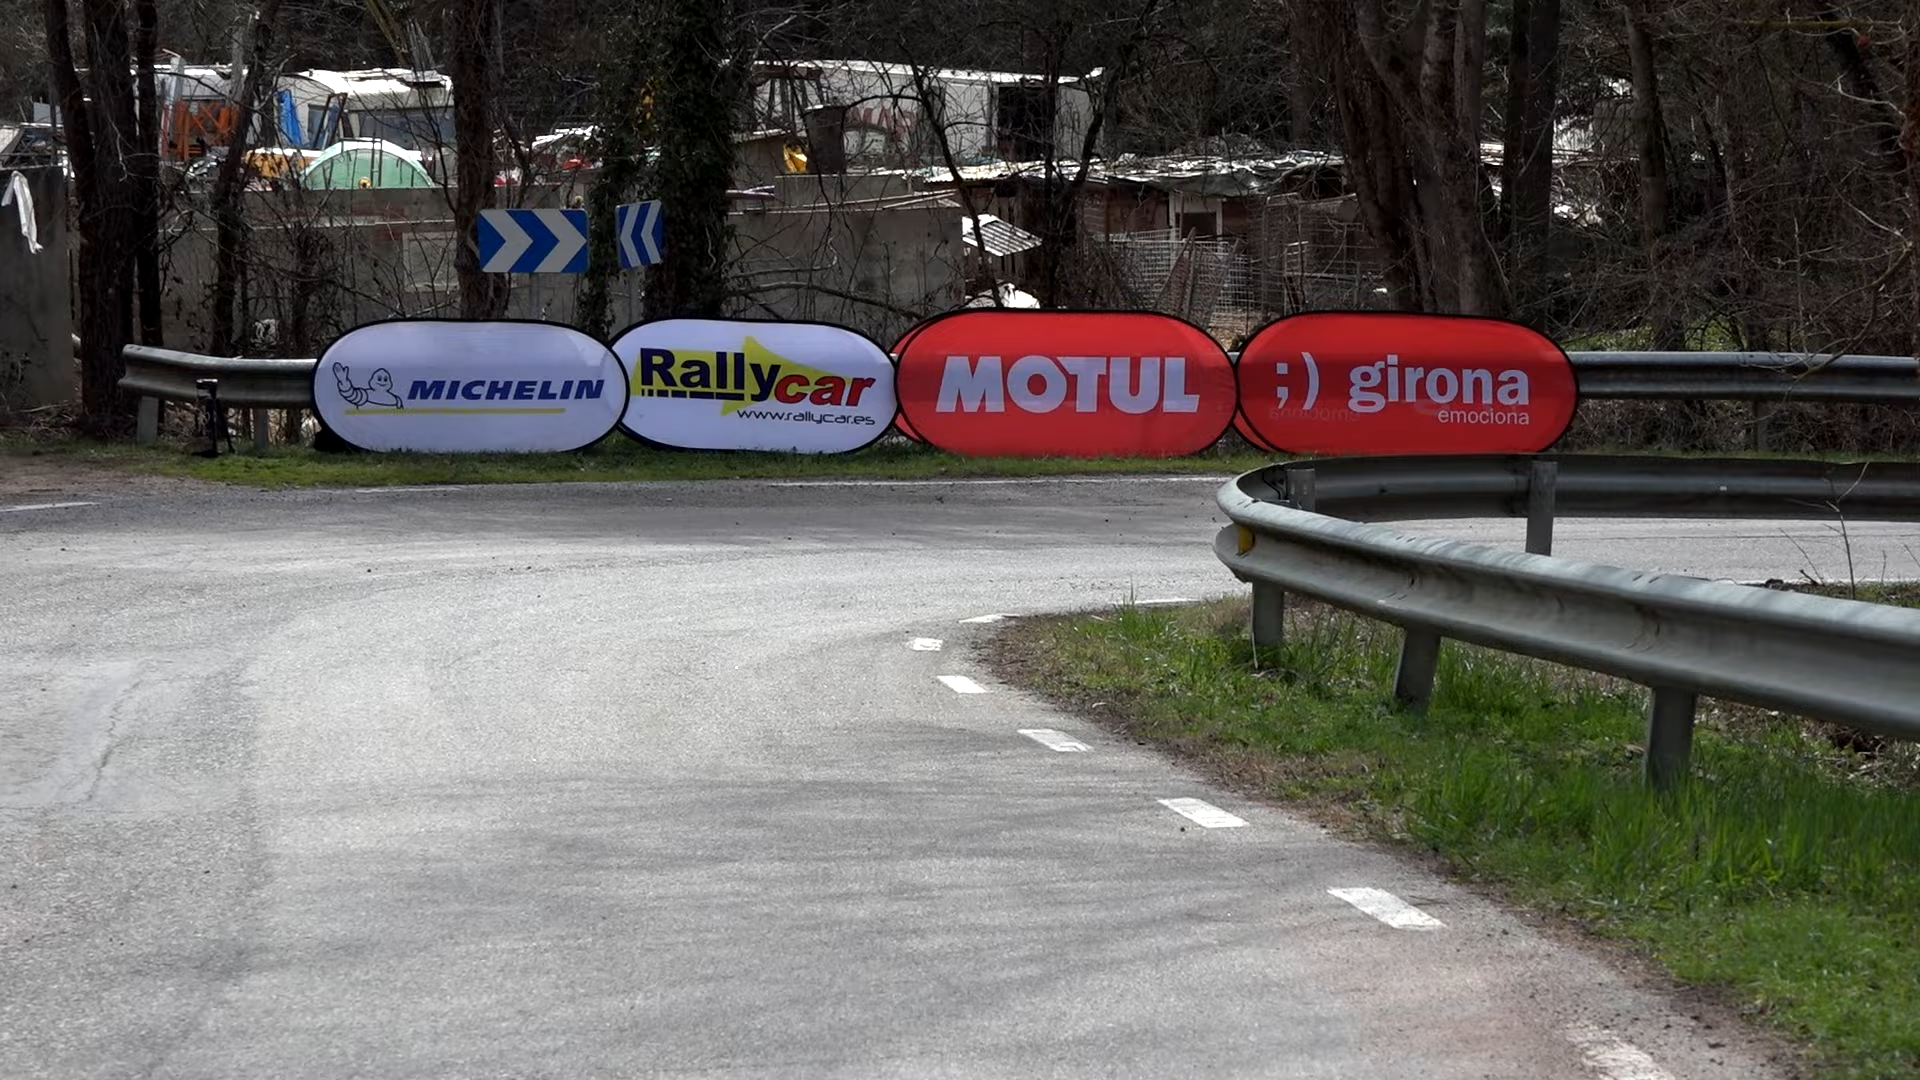 MICHELIN
Rallycar
www.rallycar.es
MOTUL
;) girona
emociona